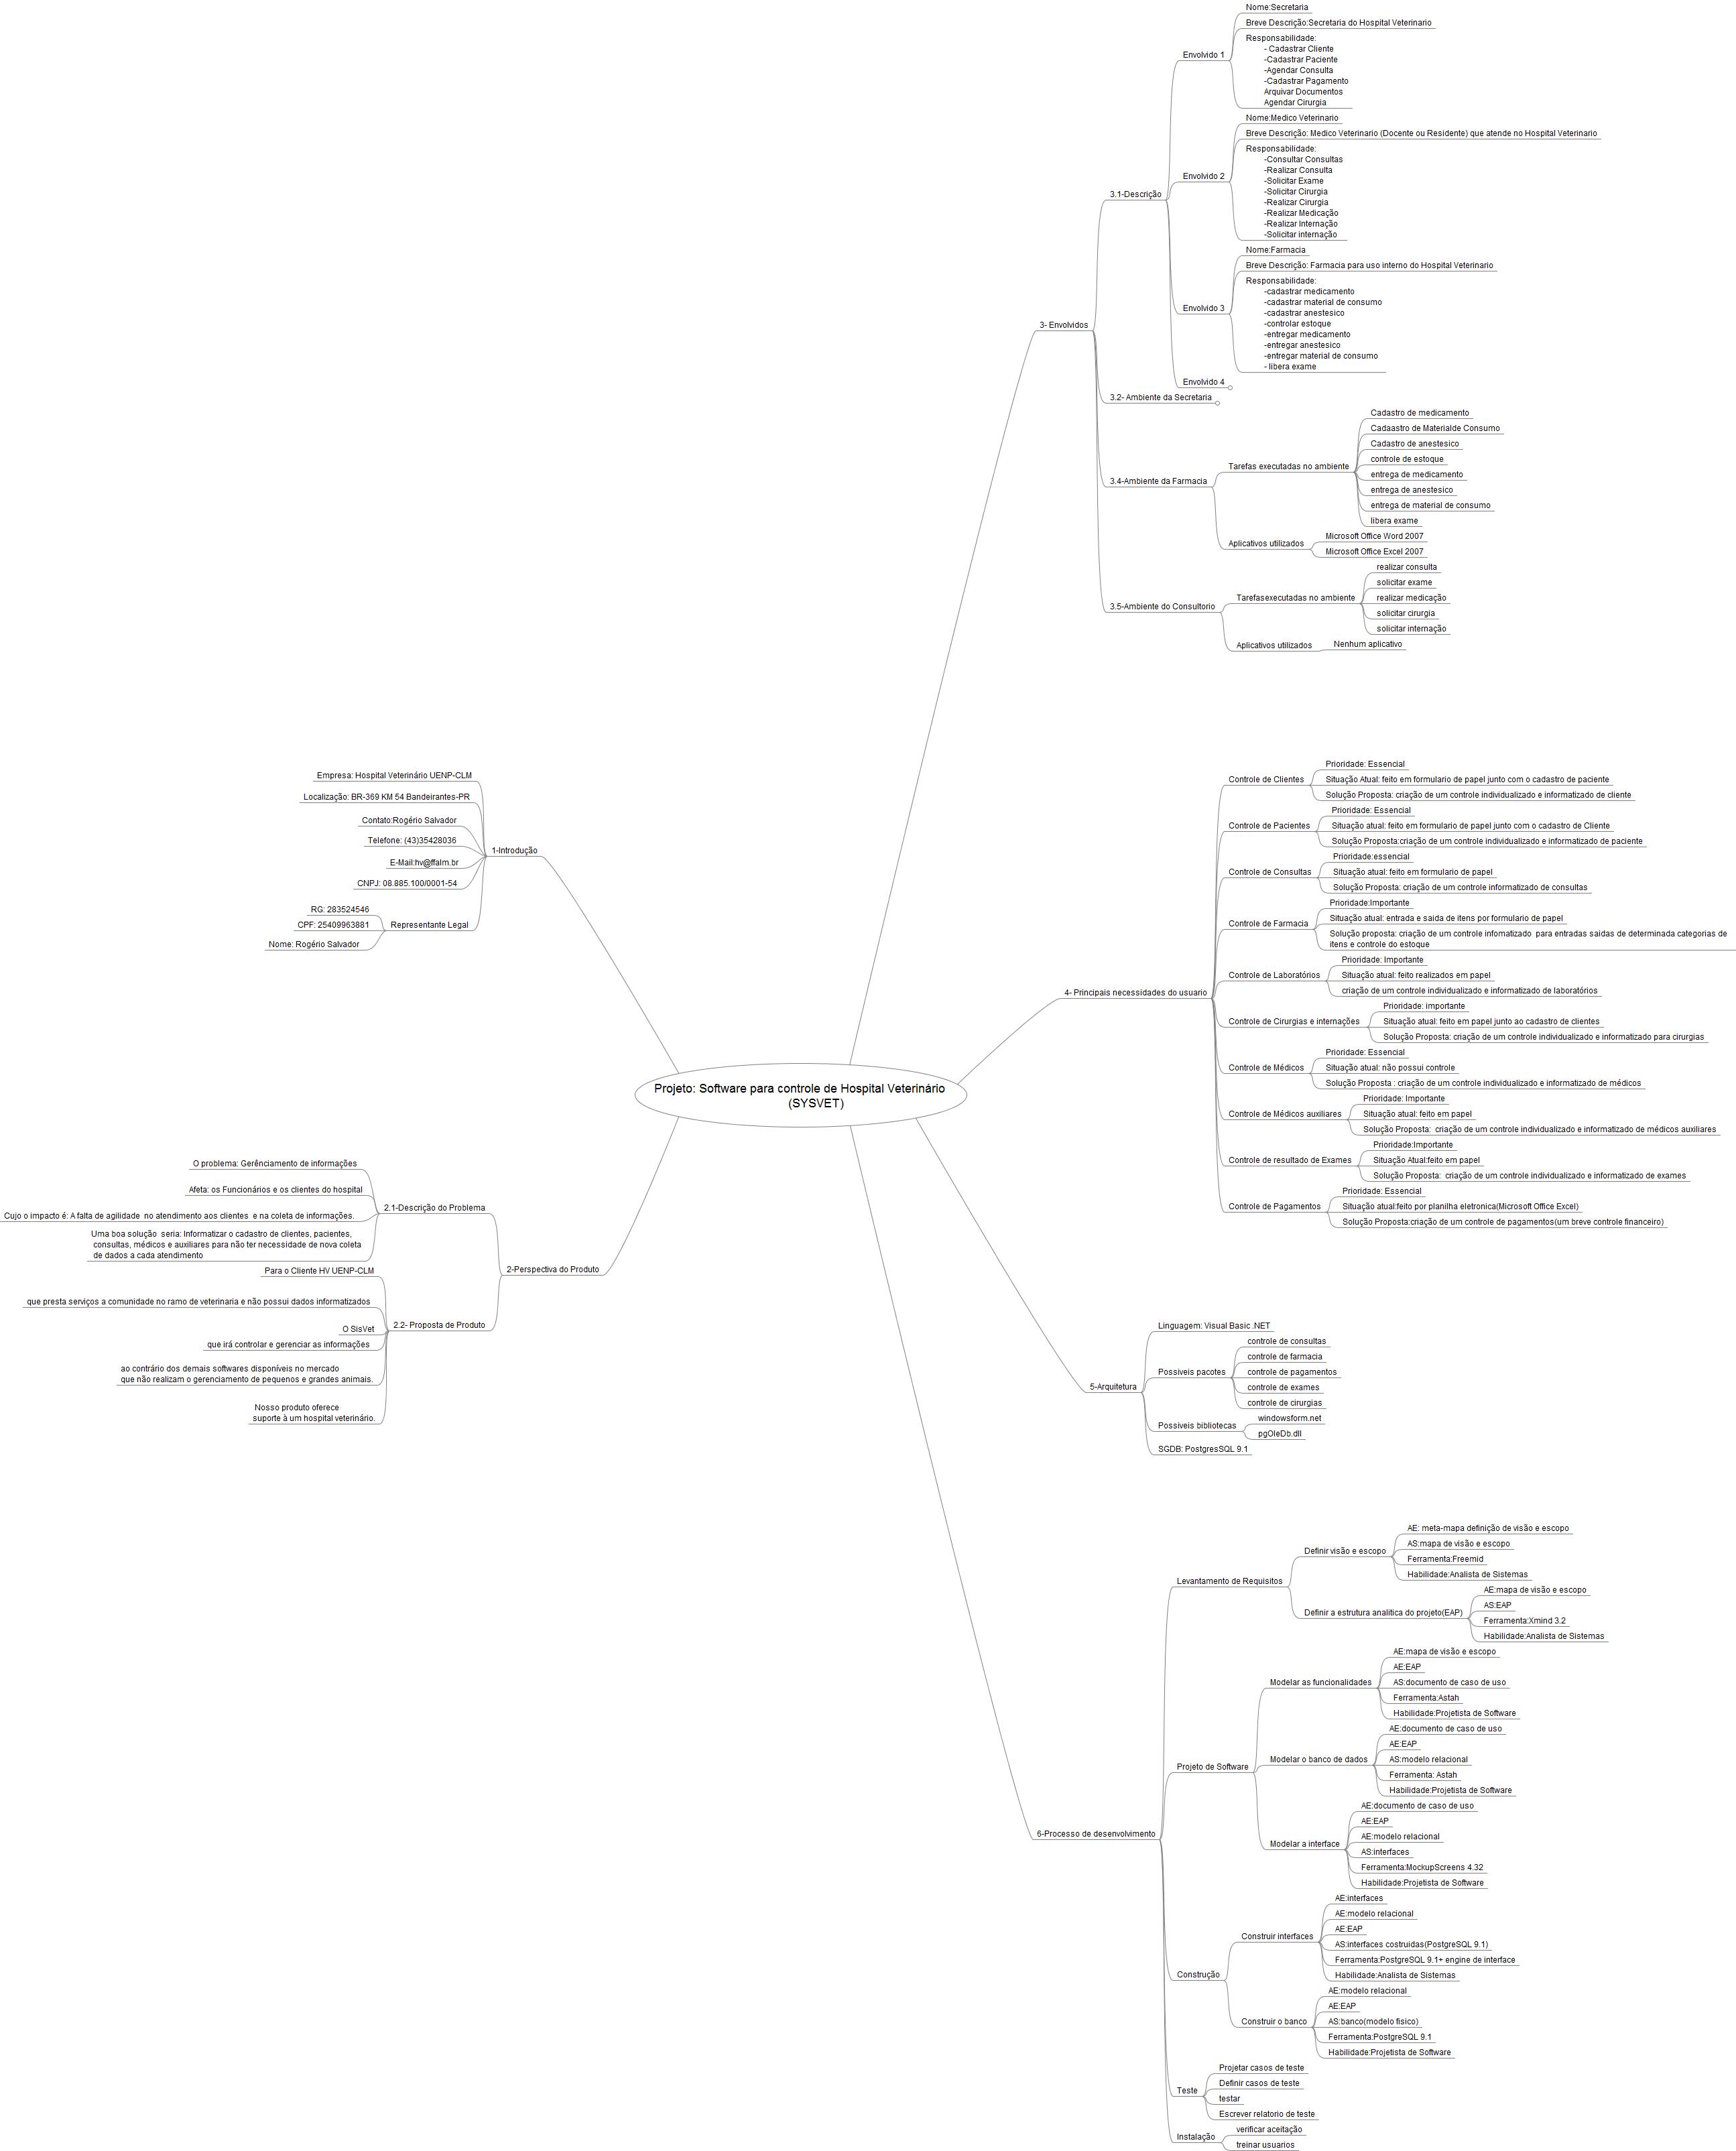 Projeto: Software para controle de Hospital Veterinário
(SYSVET)
1-Introdução
Empresa: Hospital Veterinário UENP-CLM
Localização: BR-369 KM 54 Bandeirantes-PR
Contato:Rogério Salvador
Telefone: (43)35428036
E-Mail:hv@ffalm.br
CNPJ: 08.885.100/0001-54
Representante Legal
RG: 283524546
CPF: 25409963881
Nome: Rogério Salvador
2-Perspectiva do Produto
2.1-Descrição do Problema
O problema: Gerênciamento de informações
Afeta: os Funcionários e os clientes do hospital
Cujo o impacto é: A falta de agilidade  no atendimento aos clientes  e na coleta de informações.
Uma boa solução  seria: Informatizar o cadastro de clientes, pacientes,
consultas, médicos e auxiliares para não ter necessidade de nova coleta
de dados a cada atendimento
2.2- Proposta de Produto
Para o Cliente HV UENP-CLM
que presta serviços a comunidade no ramo de veterinaria e não possui dados informatizados
O SisVet
que irá controlar e gerenciar as informações
ao contrário dos demais softwares disponíveis no mercado
que não realizam o gerenciamento de pequenos e grandes animais.
Nosso produto oferece
suporte à um hospital veterinário.
3- Envolvidos
3.1-Descrição
Envolvido 1
Nome:Secretaria
Breve Descrição:Secretaria do Hospital Veterinario
Responsabilidade:
- Cadastrar Cliente
-Cadastrar Paciente
-Agendar Consulta
-Cadastrar Pagamento
Arquivar Documentos
Agendar Cirurgia
Envolvido 2
Nome:Medico Veterinario
Breve Descrição: Medico Veterinario (Docente ou Residente) que atende no Hospital Veterinario
Responsabilidade:
-Consultar Consultas
-Realizar Consulta
-Solicitar Exame
-Solicitar Cirurgia
-Realizar Cirurgia
-Realizar Medicação
-Realizar Internação
-Solicitar internação
Envolvido 3
Nome:Farmacia
Breve Descrição: Farmacia para uso interno do Hospital Veterinario
Responsabilidade:
-cadastrar medicamento
-cadastrar material de consumo
-cadastrar anestesico
-controlar estoque
-entregar medicamento
-entregar anestesico
-entregar material de consumo
- libera exame
Envolvido 4
3.2- Ambiente da Secretaria
3.4-Ambiente da Farmacia
Tarefas executadas no ambiente
Cadastro de medicamento
Cadaastro de Materialde Consumo
Cadastro de anestesico
controle de estoque
entrega de medicamento
entrega de anestesico
entrega de material de consumo
libera exame
Aplicativos utilizados
Microsoft Office Word 2007
Microsoft Office Excel 2007
3.5-Ambiente do Consultorio
Tarefasexecutadas no ambiente
realizar consulta
solicitar exame
realizar medicação
solicitar cirurgia
solicitar internação
Aplicativos utilizados
Nenhum aplicativo
4- Principais necessidades do usuario
Controle de Clientes
Prioridade: Essencial
Situação Atual: feito em formulario de papel junto com o cadastro de paciente
Solução Proposta: criação de um controle individualizado e informatizado de cliente
Controle de Pacientes
Prioridade: Essencial
Situação atual: feito em formulario de papel junto com o cadastro de Cliente
Solução Proposta:criação de um controle individualizado e informatizado de paciente
Controle de Consultas
Prioridade:essencial
Situação atual: feito em formulario de papel
Solução Proposta: criação de um controle informatizado de consultas
Controle de Farmacia
Prioridade:Importante
Situação atual: entrada e saida de itens por formulario de papel
Solução proposta: criação de um controle infomatizado  para entradas saidas de determinada categorias de
itens e controle do estoque
Controle de Laboratórios
Prioridade: Importante
Situação atual: feito realizados em papel
criação de um controle individualizado e informatizado de laboratórios
Controle de Cirurgias e internações
Prioridade: importante
Situação atual: feito em papel junto ao cadastro de clientes
Solução Proposta: criação de um controle individualizado e informatizado para cirurgias
Controle de Médicos
Prioridade: Essencial
Situação atual: não possui controle
Solução Proposta : criação de um controle individualizado e informatizado de médicos
Controle de Médicos auxiliares
Prioridade: Importante
Situação atual: feito em papel
Solução Proposta:  criação de um controle individualizado e informatizado de médicos auxiliares
Controle de resultado de Exames
Prioridade:Importante
Situação Atual:feito em papel
Solução Proposta:  criação de um controle individualizado e informatizado de exames
Controle de Pagamentos
Prioridade: Essencial
Situação atual:feito por planilha eletronica(Microsoft Office Excel)
Solução Proposta:criação de um controle de pagamentos(um breve controle financeiro)
5-Arquitetura
Linguagem: Visual Basic .NET
Possiveis pacotes
controle de consultas
controle de farmacia
controle de pagamentos
controle de exames
controle de cirurgias
Possiveis bibliotecas
windowsform.net
pgOleDb.dll
SGDB: PostgresSQL 9.1
6-Processo de desenvolvimento
Levantamento de Requisitos
Definir visão e escopo
AE: meta-mapa definição de visão e escopo
AS:mapa de visão e escopo
Ferramenta:Freemid
Habilidade:Analista de Sistemas
Definir a estrutura analitica do projeto(EAP)
AE:mapa de visão e escopo
AS:EAP
Ferramenta:Xmind 3.2
Habilidade:Analista de Sistemas
Projeto de Software
Modelar as funcionalidades
AE:mapa de visão e escopo
AE:EAP
AS:documento de caso de uso
Ferramenta:Astah
Habilidade:Projetista de Software
Modelar o banco de dados
AE:documento de caso de uso
AE:EAP
AS:modelo relacional
Ferramenta: Astah
Habilidade:Projetista de Software
Modelar a interface
AE:documento de caso de uso
AE:EAP
AE:modelo relacional
AS:interfaces
Ferramenta:MockupScreens 4.32
Habilidade:Projetista de Software
Construção
Construir interfaces
AE:interfaces
AE:modelo relacional
AE:EAP
AS:interfaces costruidas(PostgreSQL 9.1)
Ferramenta:PostgreSQL 9.1+ engine de interface
Habilidade:Analista de Sistemas
Construir o banco
AE:modelo relacional
AE:EAP
AS:banco(modelo fisico)
Ferramenta:PostgreSQL 9.1
Habilidade:Projetista de Software
Teste
Projetar casos de teste
Definir casos de teste
testar
Escrever relatorio de teste
Instalação
verificar aceitação
treinar usuarios